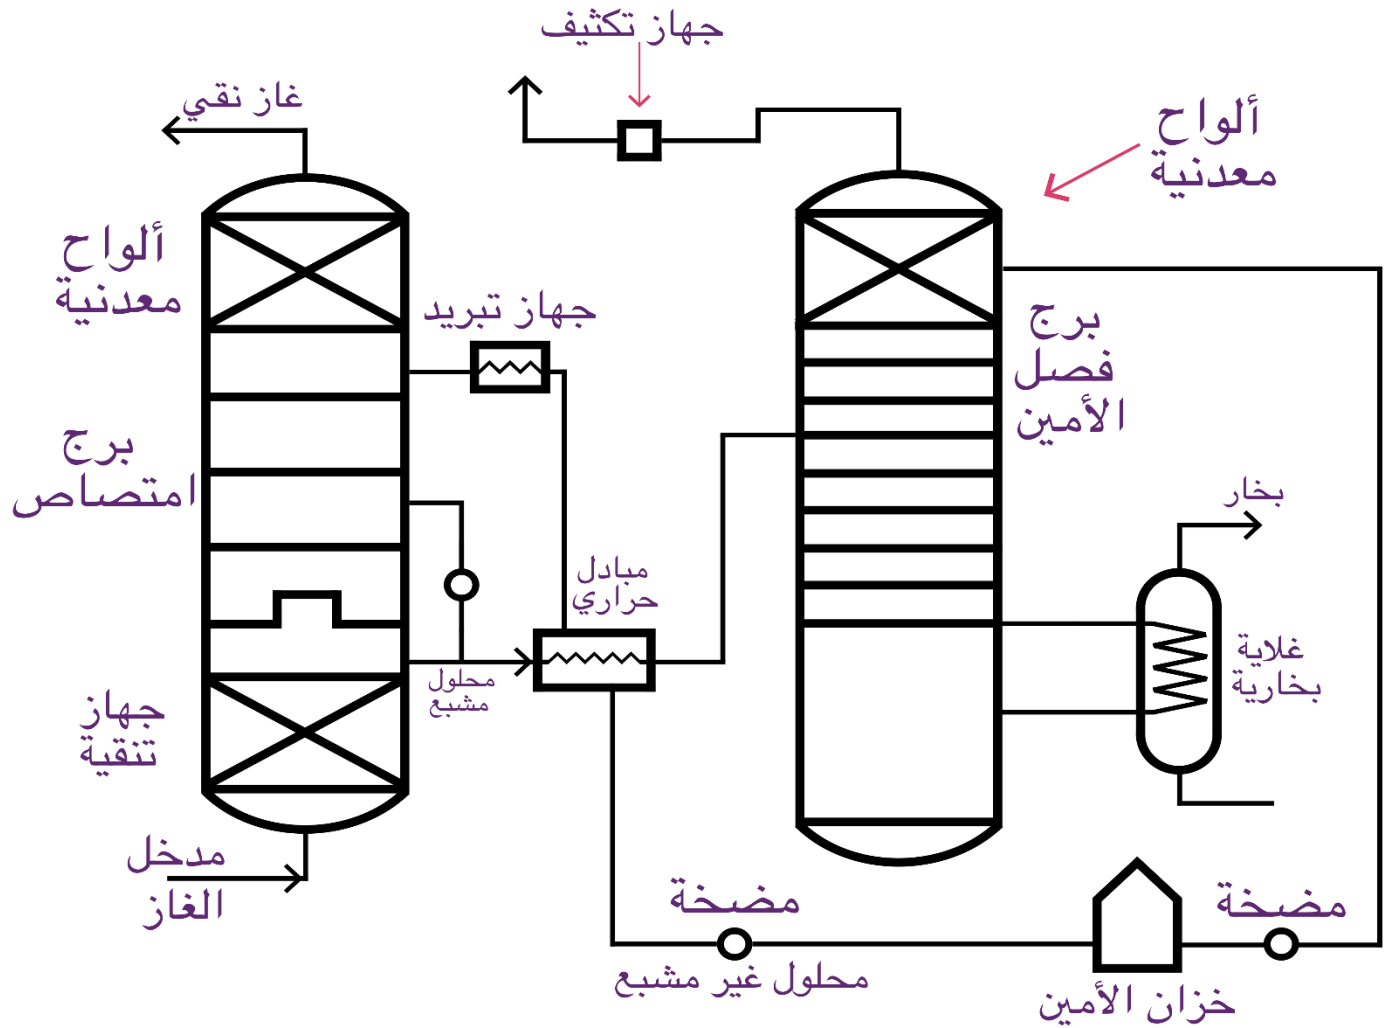 جهاز تكثيف
غاز نقي
ألواح
معدنية
ألواح
معدنية
جهاز تبريد
برج
فصل
الأمين
برج
امتصاص
بخار
مبادل
حراري
غلاية
بخارية
محلول
مشبع
جهاز
تنقية
مدخل
الغاز
مضخة
مضخة
محلول غير مشبع
خزان الأمين